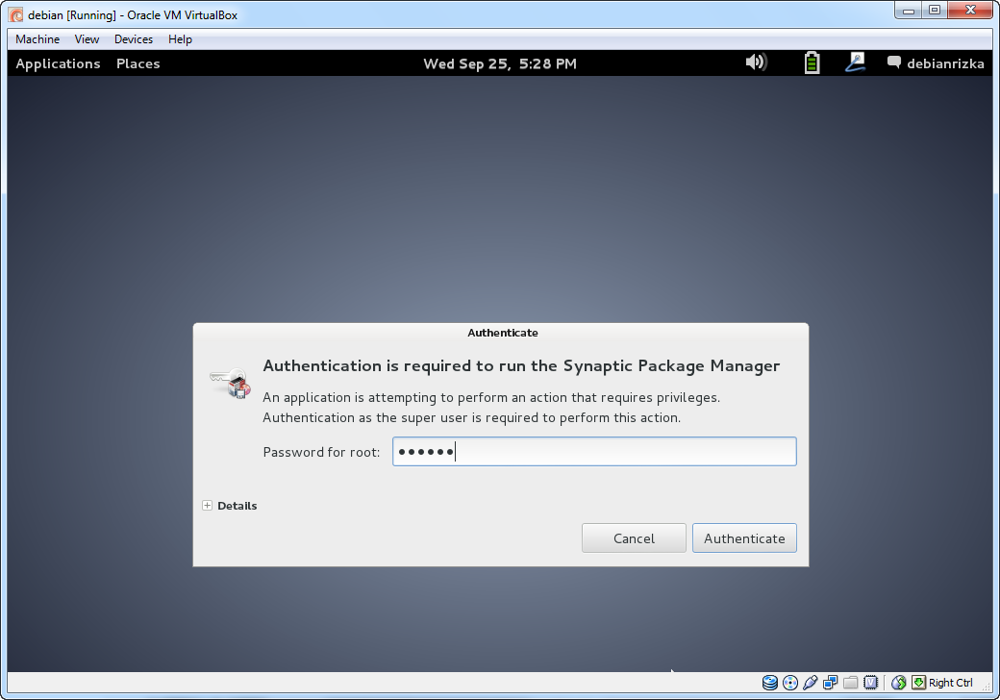 debian [Running] - Oracle VM VirtualBox
Machine View Devices Help
Applications Places Wed Sep 25, 5:28 PM debianrizka
Authenticate
Authentication is required to run the Synaptic Package Manager
An application is attempting to perform an action that requires privileges.
Authentication as the super user is required to perform this action.
Password for root: ••••••
Details
Cancel Authenticate
Right Ctrl